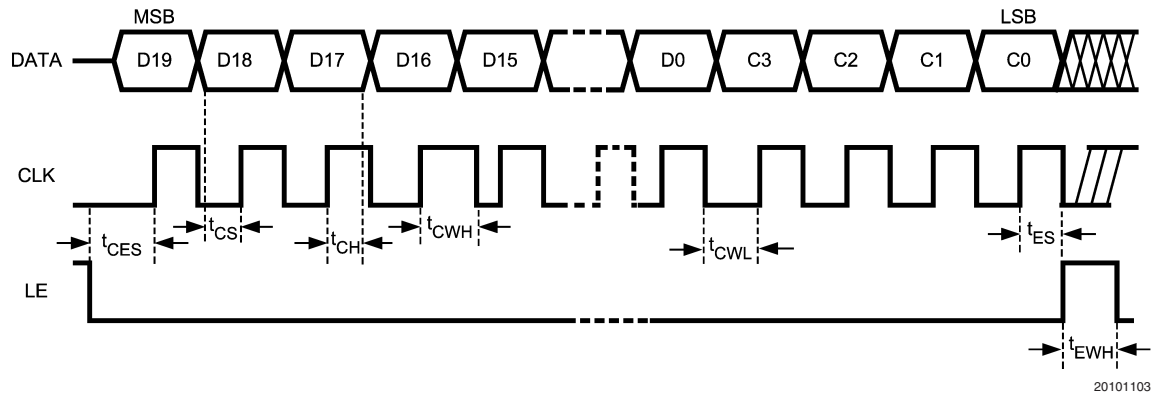 MSB LSB
DATA D19 D18 D17 D16 D15 D0 C3 C2 C1 C0
CLK
tCES tCS tCH tCWH tCWL tES
LE
tEWH
20101103